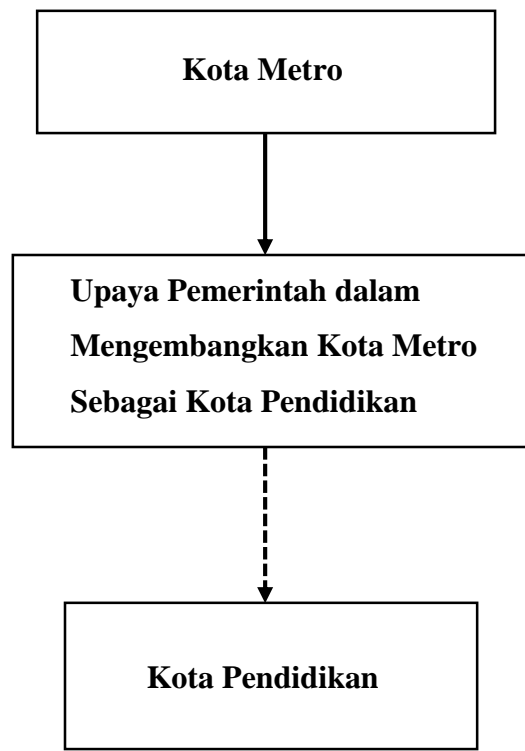 Kota Metro
Upaya Pemerintah dalam
Mengembangkan Kota Metro
Sebagai Kota Pendidikan
Kota Pendidikan